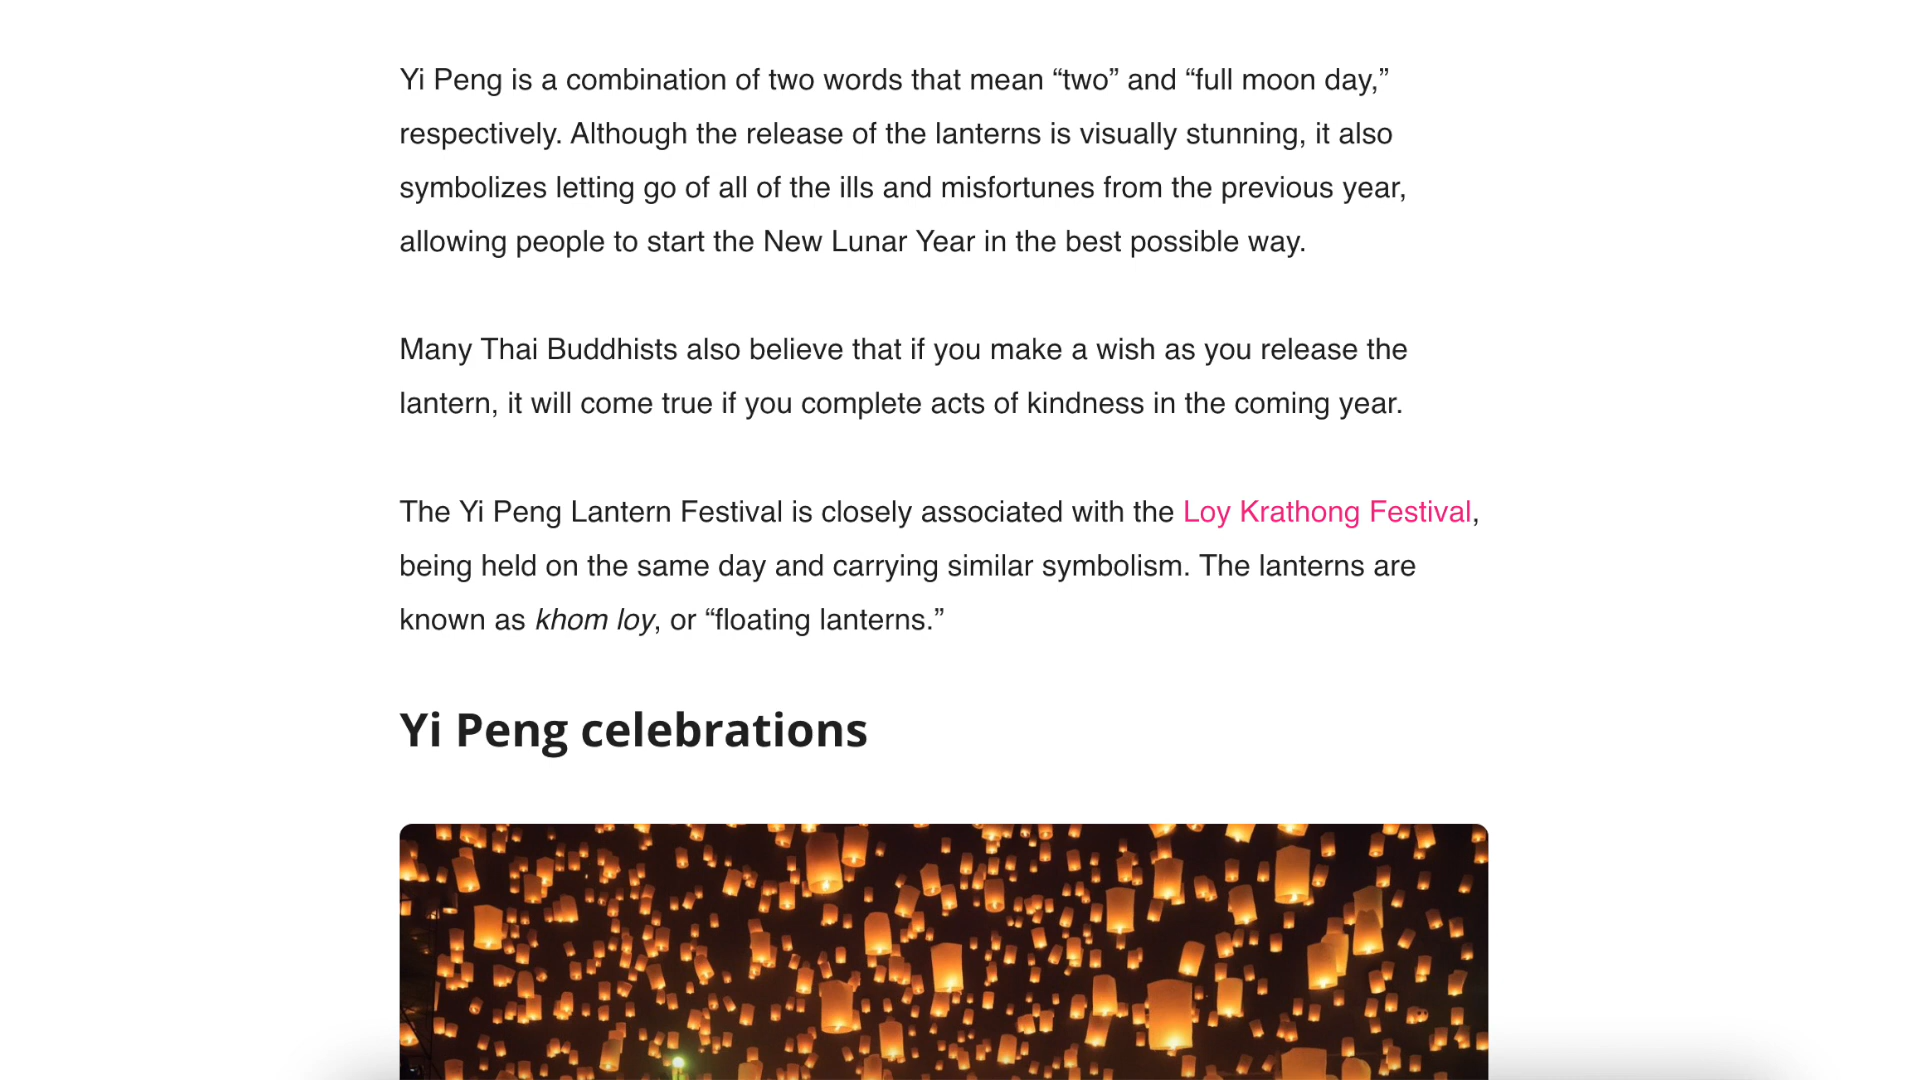 Yi Peng is a combination of two words that mean “two” and “full moon day,”
respectively. Although the release of the lanterns is visually stunning, it also
symbolizes letting go of all of the ills and misfortunes from the previous year,
allowing people to start the New Lunar Year in the best possible way.
Many Thai Buddhists also believe that if you make a wish as you release the
lantern, it will come true if you complete acts of kindness in the coming year.
The Yi Peng Lantern Festival is closely associated with the Loy Krathong Festival,
being held on the same day and carrying similar symbolism. The lanterns are
known as khom loy, or “floating lanterns.”
Yi Peng celebrations